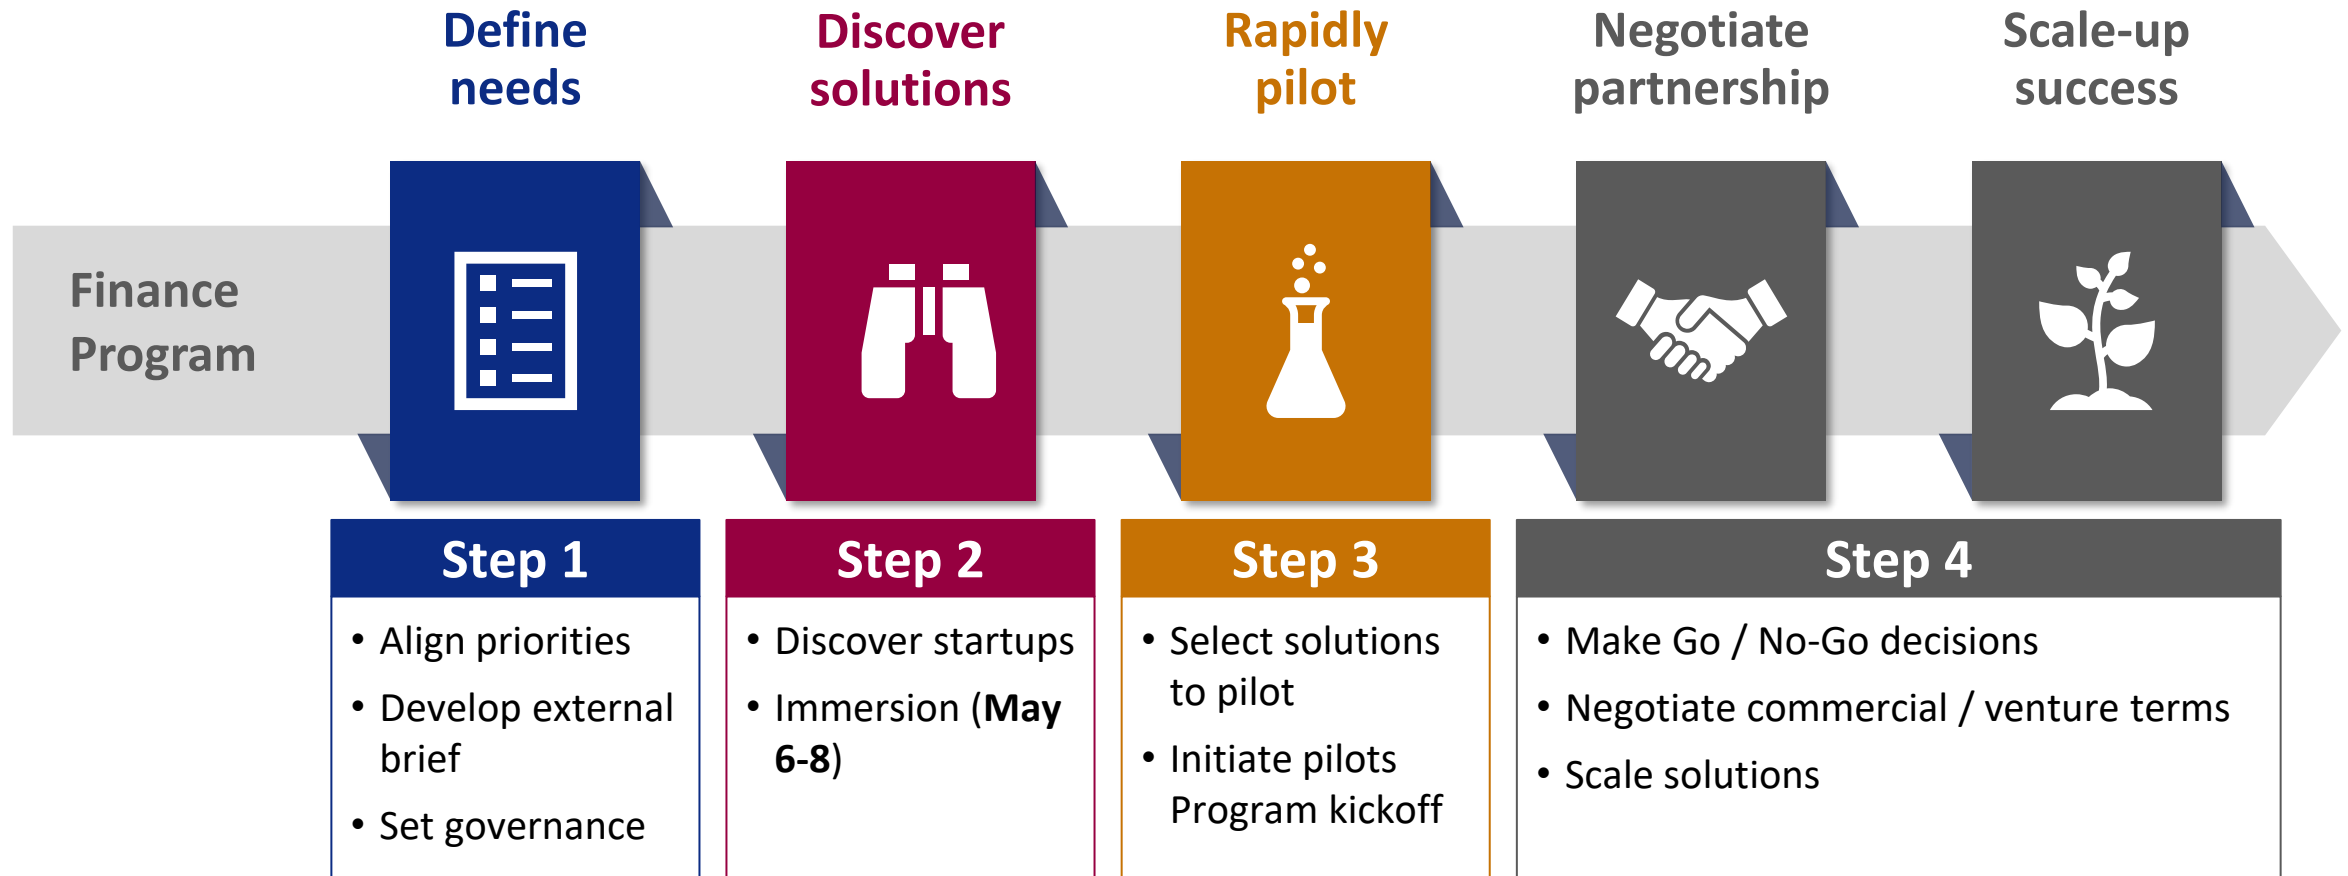 Define
needs
Discover
solutions
Rapidly
pilot
Negotiate
partnership
Scale-up
success
Finance
Program
Step 1
• Align priorities
• Develop external
brief
• Set governance
Step 2
• Discover startups
• Immersion (May
6-8)
Step 3
• Select solutions
to pilot
• Initiate pilots
Program kickoff
Step 4
• Make Go / No-Go decisions
• Negotiate commercial / venture terms
• Scale solutions